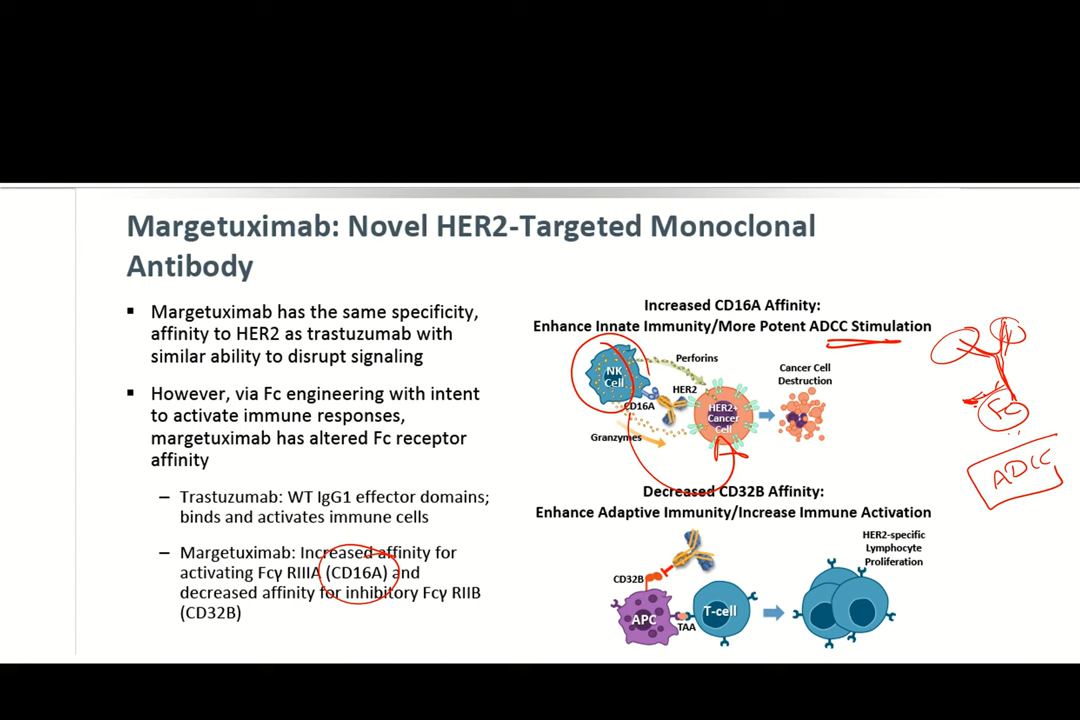 Margetuximab: Novel HER2-Targeted Monoclonal
Antibody
▪ Margetuximab has the same specificity,
affinity to HER2 as trastuzumab with
similar ability to disrupt signaling
▪ However, via Fc engineering with intent
to activate immune responses,
margetuximab has altered Fc receptor
affinity
– Trastuzumab: WT IgG1 effector domains;
binds and activates immune cells
– Margetuximab: Increased affinity for
activating Fcγ RIIIA (CD16A) and
decreased affinity for inhibitory Fcγ RIIB
(CD32B)
Increased CD16A Affinity:
Enhance Innate Immunity/More Potent ADCC Stimulation
Perforins
NK
Cell
HER2
CD16A
HER2+
Cancer
Cell
Granzymes
Cancer Cell
Destruction
Decreased CD32B Affinity:
Enhance Adaptive Immunity/Increase Immune Activation
CD32B
APC
TAA
T-cell
HER2-specific
Lymphocyte
Proliferation
Fc
ADCC